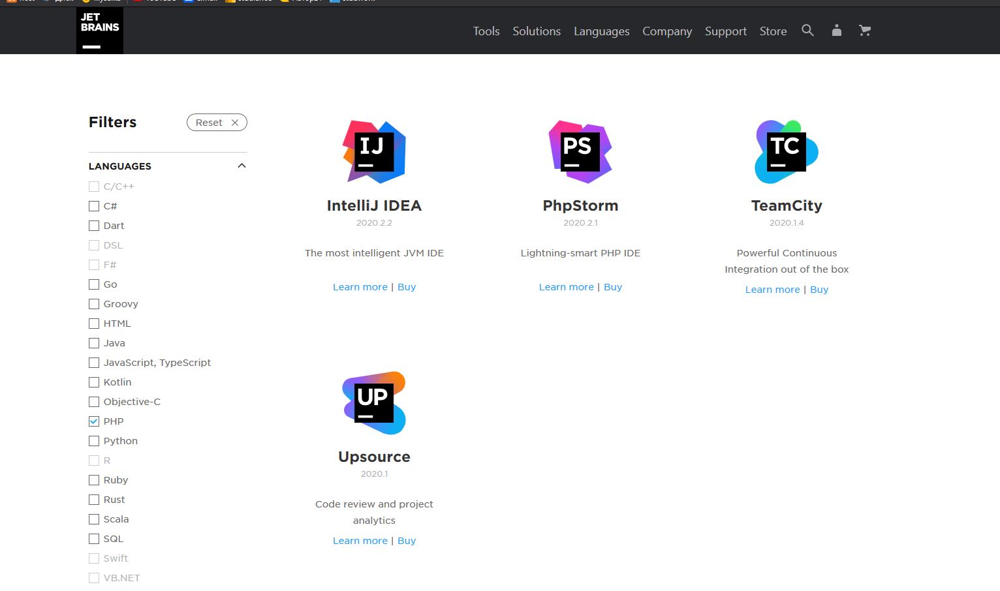 YouTube
JET
BRAINS
Tools Solutions Languages Company Support Store
Filters
Reset
LANGUAGES
C/C++
C#
Dart
DSL
F#
Go
Groovy
HTML
Java
JavaScript, TypeScript
Kotlin
Objective-C
PHP
Python
R
Ruby
Rust
Scala
SQL
Swift
VB.NET
IJ
IntelliJ IDEA
2020.2.2
The most intelligent JVM IDE
Learn more | Buy
PS
PhpStorm
2020.2.1
Lightning-smart PHP IDE
Learn more | Buy
TC
TeamCity
2020.1.4
Powerful Continuous
Integration out of the box
Learn more | Buy
UP
Upsource
2020.1
Code review and project
analytics
Learn more | Buy